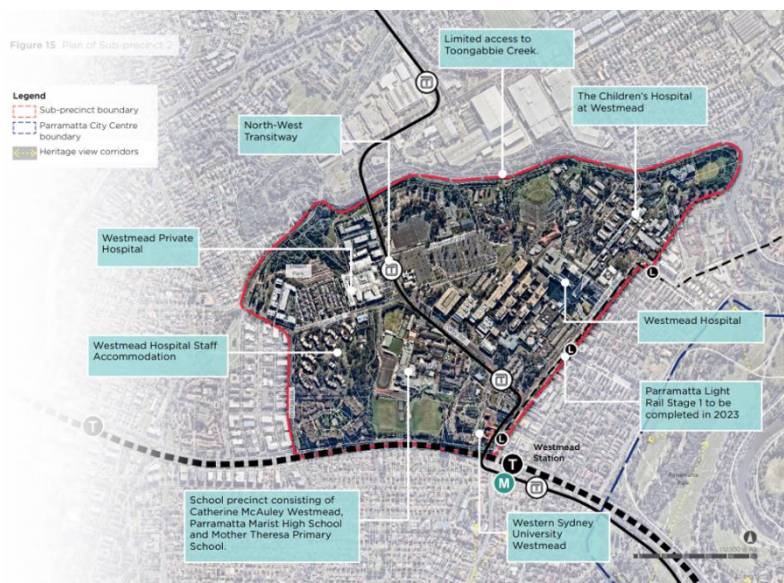 Figure 15 Plan of Sub-precinct 2
Legend
Sub-precinct boundary
Parramatta City Centre
boundary
Heritage view corridors
Limited access to
Toongabbie Creek.
The Children's Hospital
at Westmead
North-West
Transitway
Westmead Private
Hospital
Westmead Hospital
Westmead Hospital Staff
Accommodation
Parramatta Light
Rail Stage 1 to be
completed in 2023
L
L
L
T
Westmead
Station
T
M
School precinct consisting of
Catherine McAuley Westmead,
Parramatta Marist High School
and Mother Theresa Primary
School.
Western Sydney
University
Westmead
Parramatta
Park